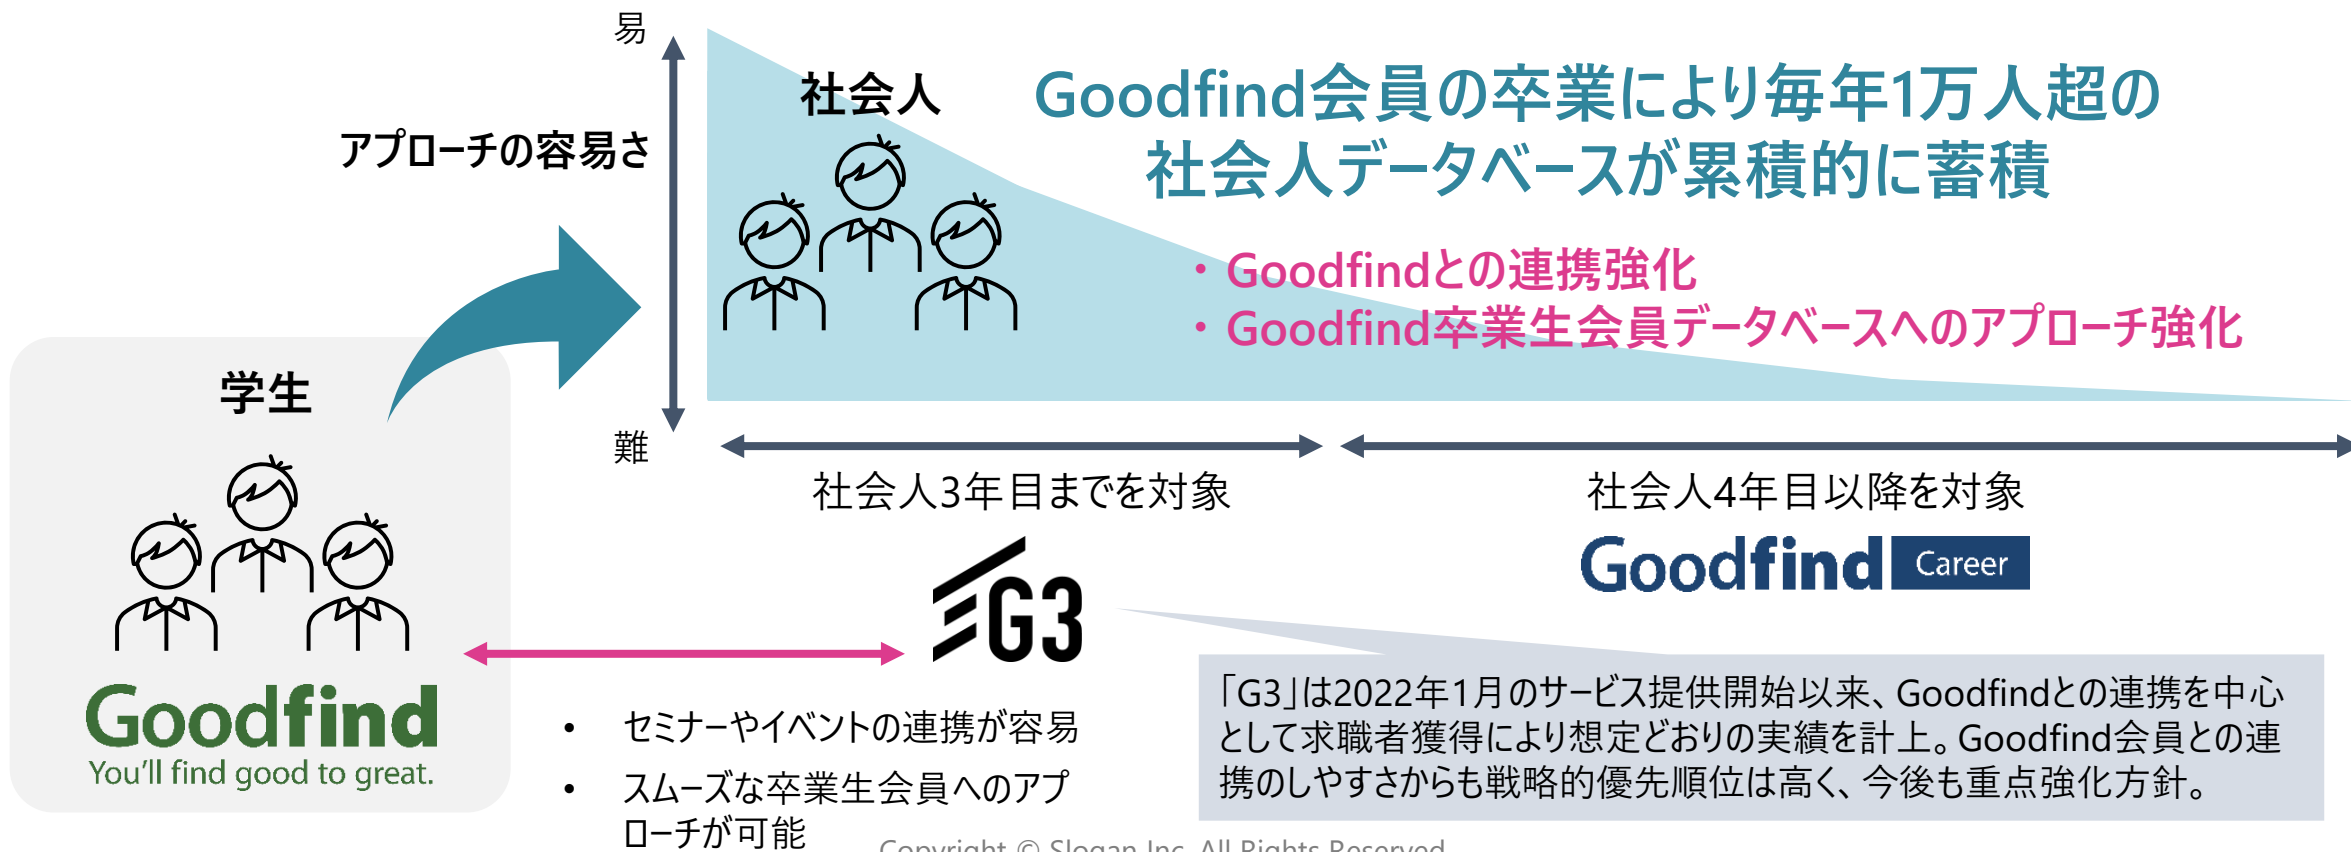 易
社会人
アプローチの容易さ
Goodfind会員の卒業により毎年1万人超の
社会人データベースが累積的に蓄積
・Goodfindとの連携強化
・Goodfind卒業生会員データベースへのアプローチ強化
学生
難
社会人3年目までを対象
社会人4年目以降を対象
G3
Goodfind Career
Goodfind
You'll find good to great.
• セミナーやイベントの連携が容易
• スムーズな卒業生会員へのアプ
ローチが可能
「G3」は2022年1月のサービス提供開始以来、Goodfindとの連携を中心
として求職者獲得により想定どおりの実績を計上。Goodfind会員との連
携のしやすさからも戦略的優先順位は高く、今後も重点強化方針。
Copyright © Slogan Inc. All Rights Reserved